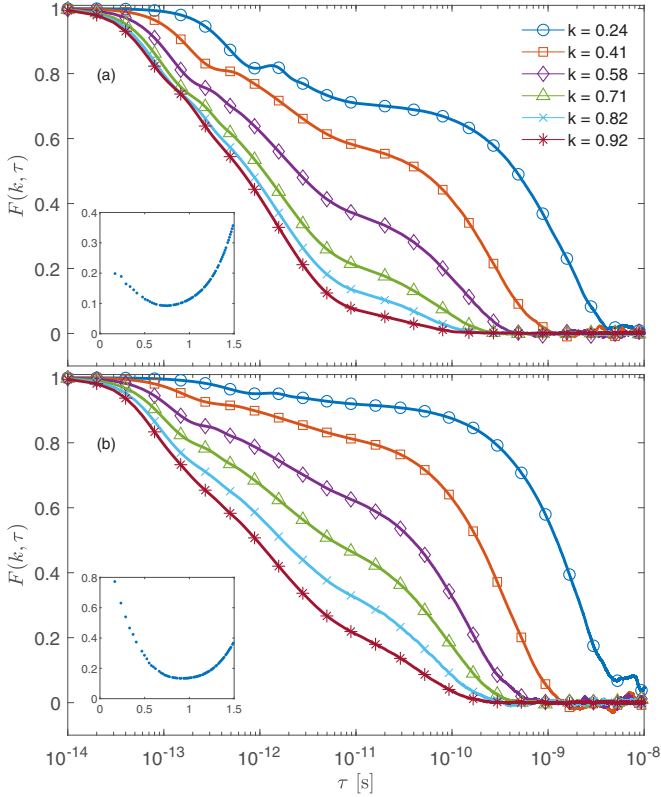 1
0.8
0.6
0.4
0.2
0
F(k, τ)
(a)
k = 0.24
k = 0.41
k = 0.58
k = 0.71
k = 0.82
k = 0.92
0.4
0.3
0.2
0.1
0
0 0.5 1 1.5
1
0.8
0.6
0.4
0.2
0
F(k, τ)
(b)
0.8
0.6
0.4
0.2
0
0 0.5 1 1.5
10⁻¹⁴ 10⁻¹³ 10⁻¹² 10⁻¹¹ 10⁻¹⁰ 10⁻⁹ 10⁻⁸
τ [s]